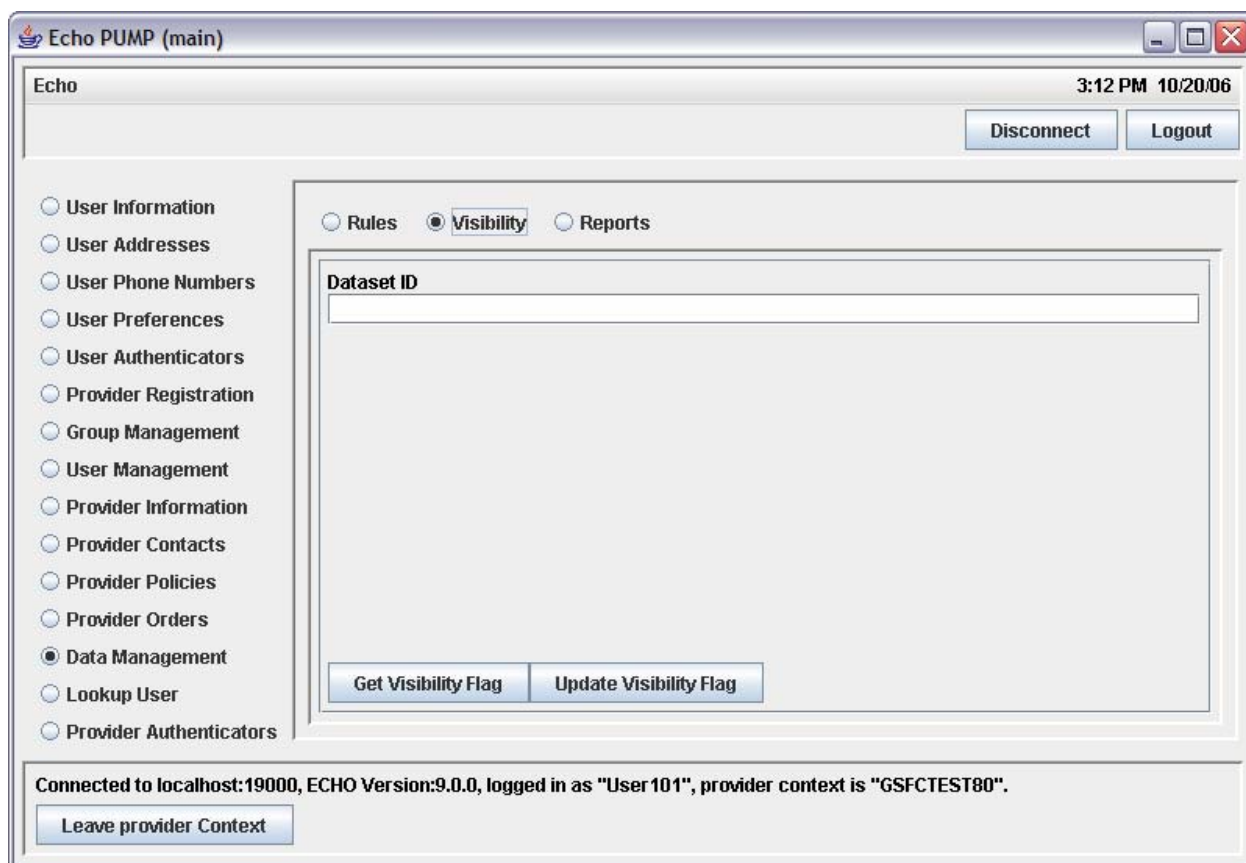 Echo PUMP (main)
Echo
3:12 PM 10/20/06
Disconnect
Logout
User Information
User Addresses
User Phone Numbers
User Preferences
User Authenticators
Provider Registration
Group Management
User Management
Provider Information
Provider Contacts
Provider Policies
Provider Orders
Data Management
Lookup User
Provider Authenticators
Rules
Visibility
Reports
Dataset ID
Get Visibility Flag
Update Visibility Flag
Connected to localhost:19000, ECHO Version:9.0.0, logged in as "User101", provider context is "GSFCTEST80".
Leave provider Context